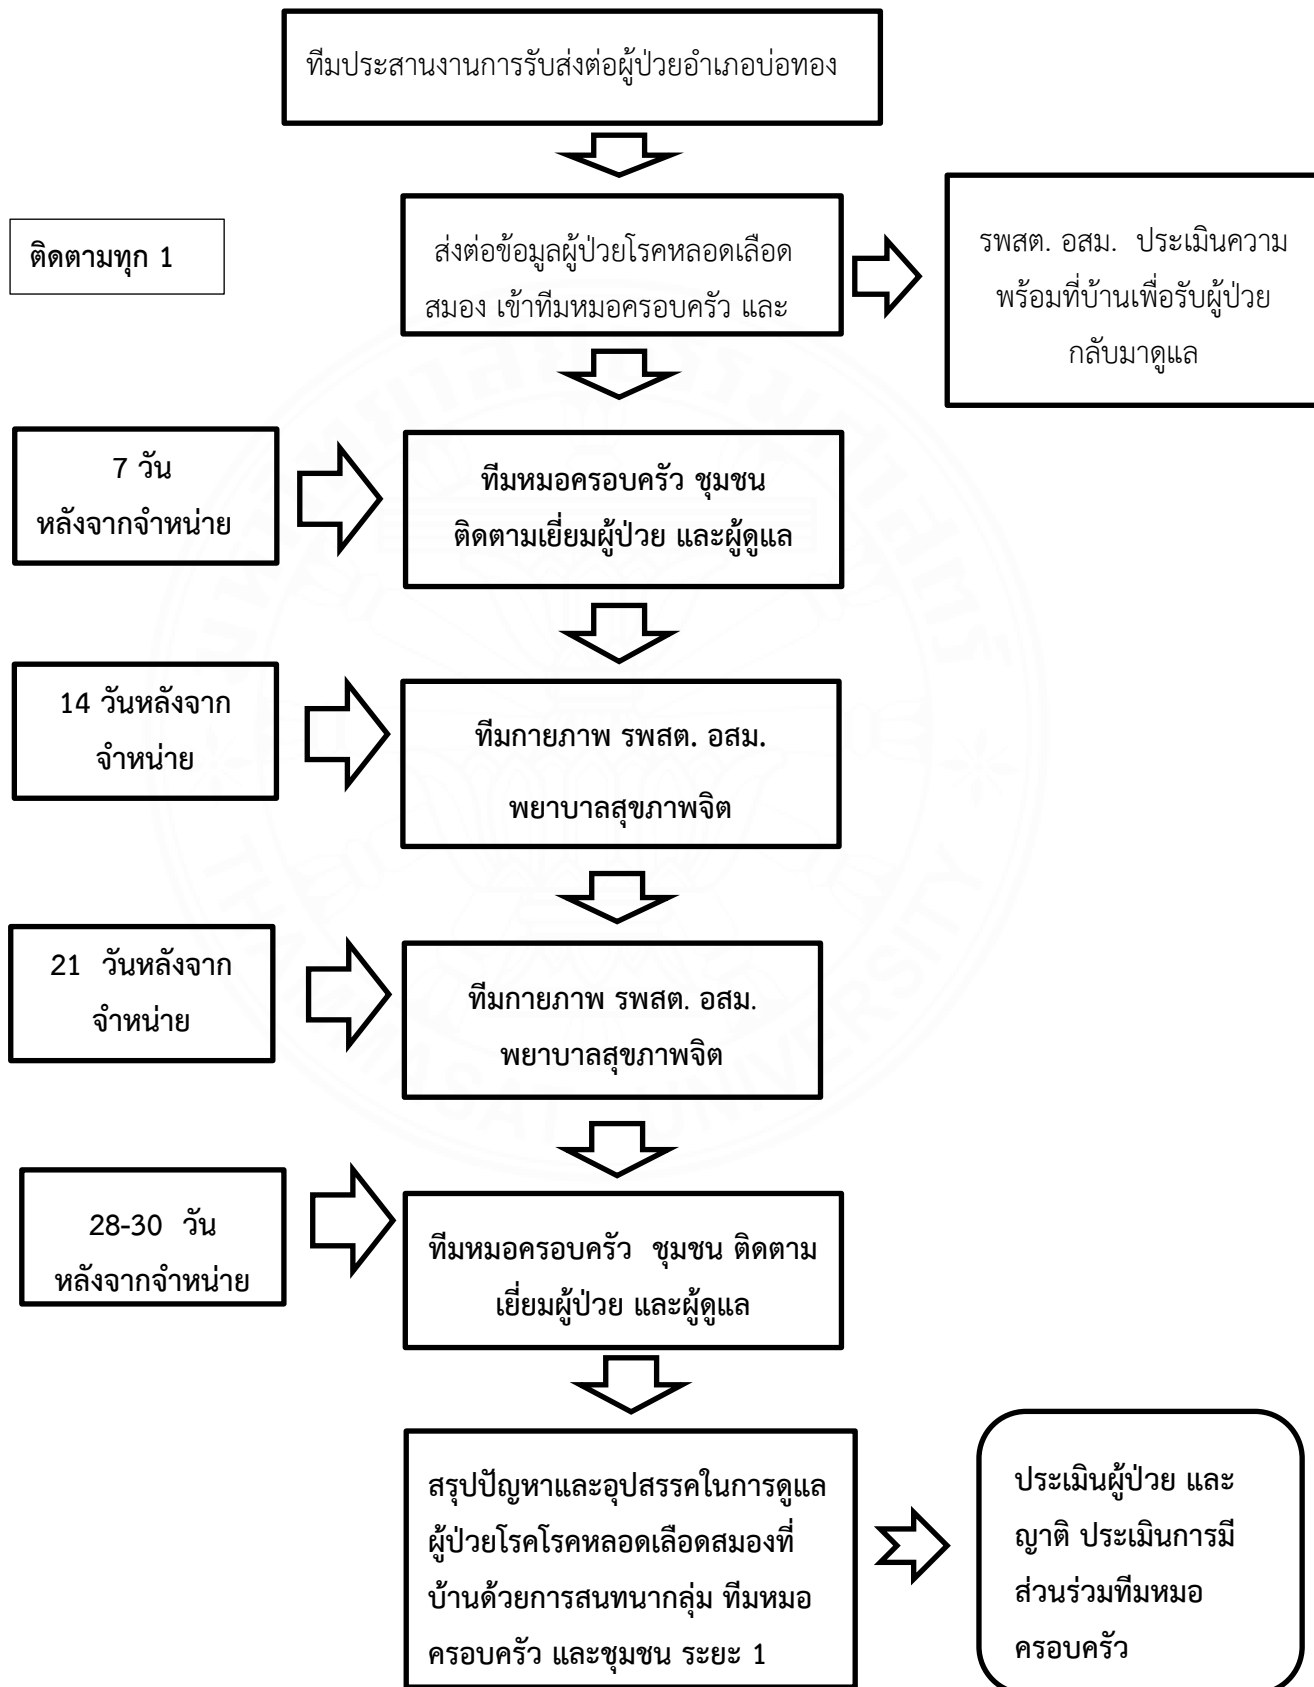 ทีมประสานงานการรับส่งต่อผู้ป่วยอำเภอบ่อทอง
ติดตามทุก 1
ส่งต่อข้อมูลผู้ป่วยโรคหลอดเลือด
สมอง เข้าทีมหมอครอบครัว และ
รพสต. อสม. ประเมินความ
พร้อมที่บ้านเพื่อรับผู้ป่วย
กลับมาดูแล
7 วัน
หลังจากจำหน่าย
ทีมหมอครอบครัว ชุมชน
ติดตามเยี่ยมผู้ป่วย และผู้ดูแล
14 วันหลังจาก
จำหน่าย
ทีมกายภาพ รพสต. อสม.
พยาบาลสุขภาพจิต
21 วันหลังจาก
จำหน่าย
ทีมกายภาพ รพสต. อสม.
พยาบาลสุขภาพจิต
28-30 วัน
หลังจากจำหน่าย
ทีมหมอครอบครัว ชุมชน ติดตาม
เยี่ยมผู้ป่วย และผู้ดูแล
สรุปปัญหาและอุปสรรคในการดูแล
ผู้ป่วยโรคโรคหลอดเลือดสมองที่
บ้านด้วยการสนทนากลุ่ม ทีมหมอ
ครอบครัว และชุมชน ระยะ 1
ประเมินผู้ป่วย และ
ญาติ ประเมินการมี
ส่วนร่วมทีมหมอ
ครอบครัว
THAMMASAT UNIVERSITY